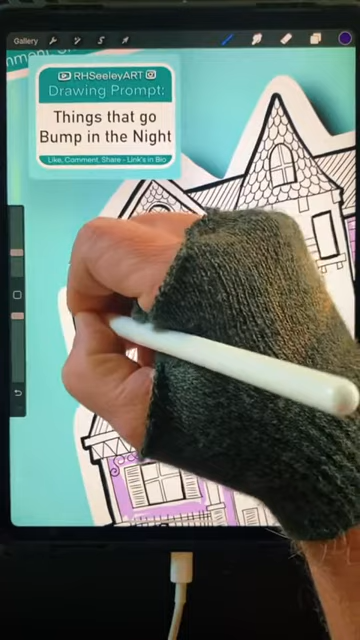 Gallery
RHSeeleyART
Drawing Prompt:
Things that go
Bump in the Night
Like, Comment, Share - Link's in Bio